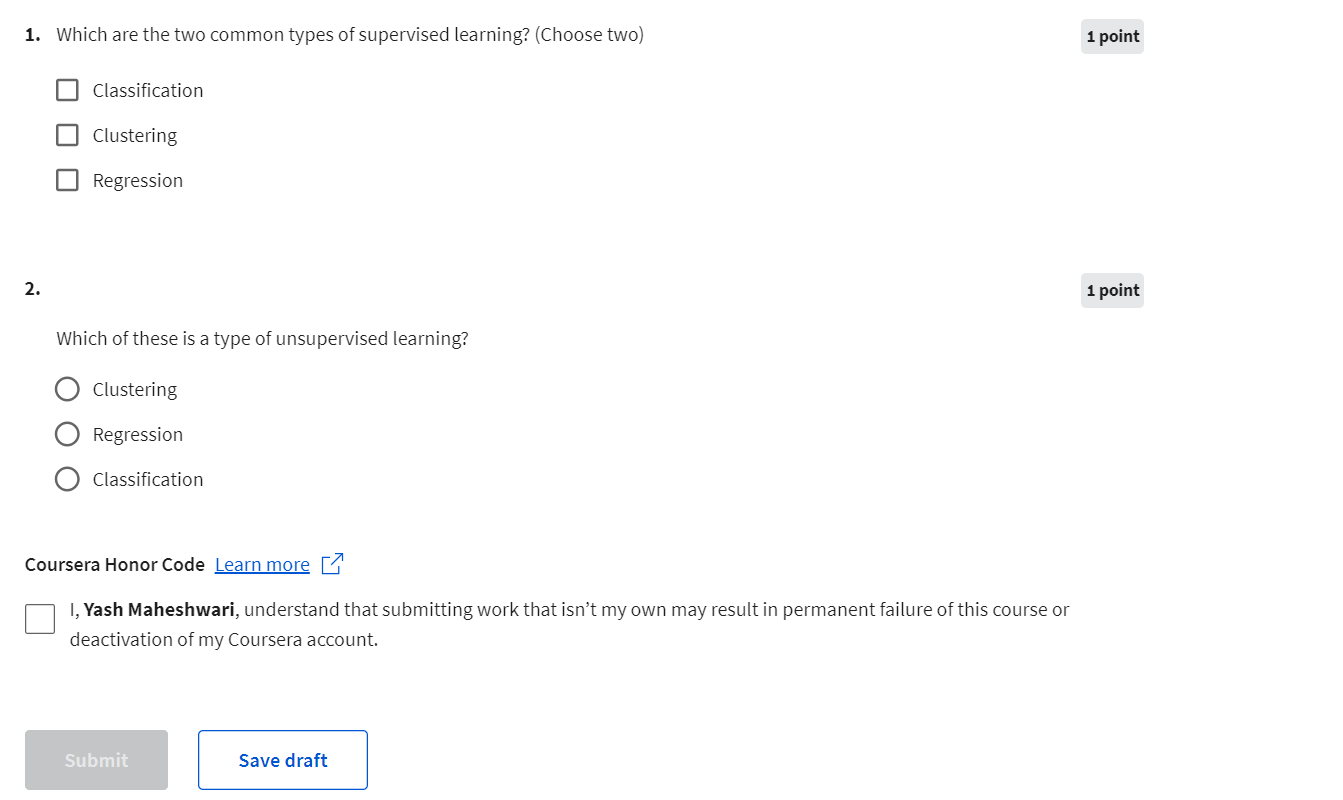 1. Which are the two common types of supervised learning? (Choose two)
1 point
Classification
Clustering
Regression
2.
1 point
Which of these is a type of unsupervised learning?
Clustering
Regression
Classification
Coursera Honor Code Learn more
I, Yash Maheshwari, understand that submitting work that isn’t my own may result in permanent failure of this course or
deactivation of my Coursera account.
Submit
Save draft